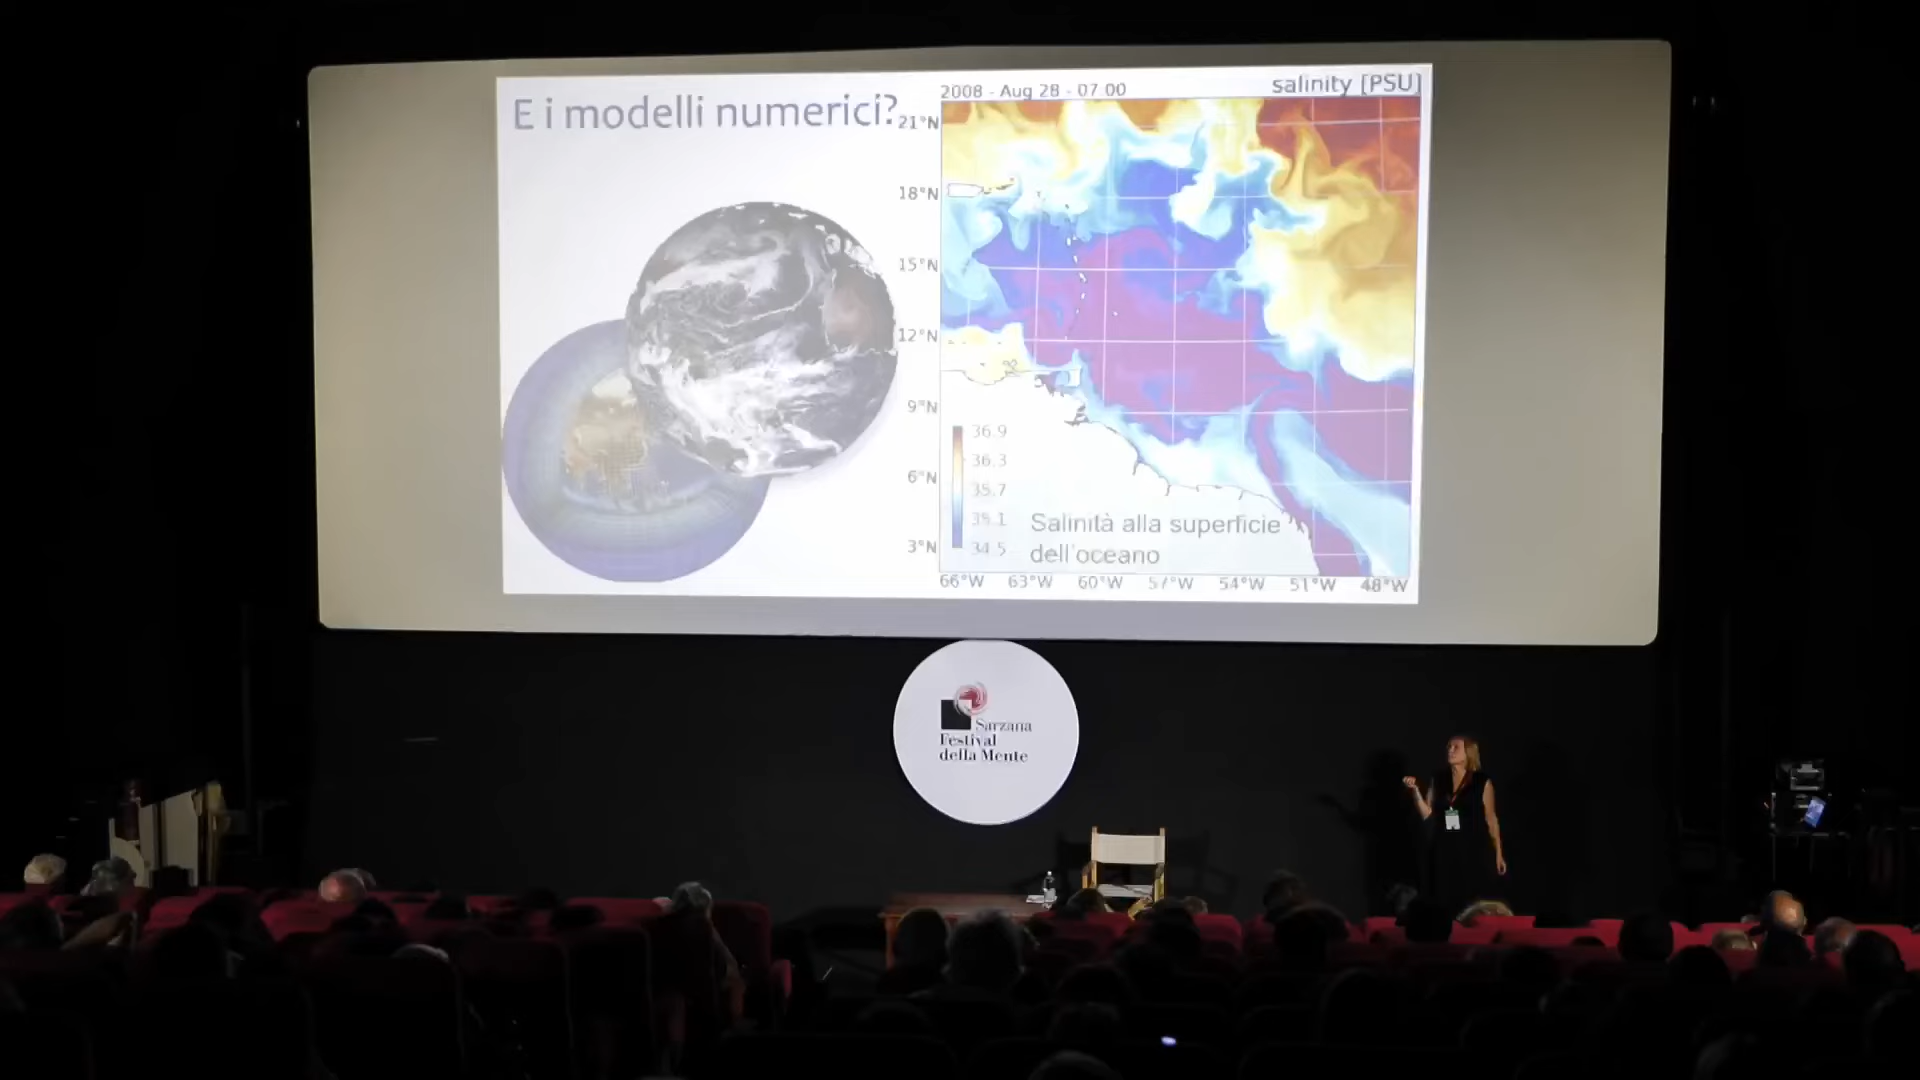 E i modelli numerici?
2008 - Aug 28 - 07.00
salinity [PSU]
21°N
18°N
15°N
12°N
9°N
6°N
3°N
36.9
36.3
35.7
35.1
34.5
Salinità alla superficie
dell'oceano
66°W 63°W 60°W 57°W 54°W 51°W 48°W
Sarzana
Festival
della Mente